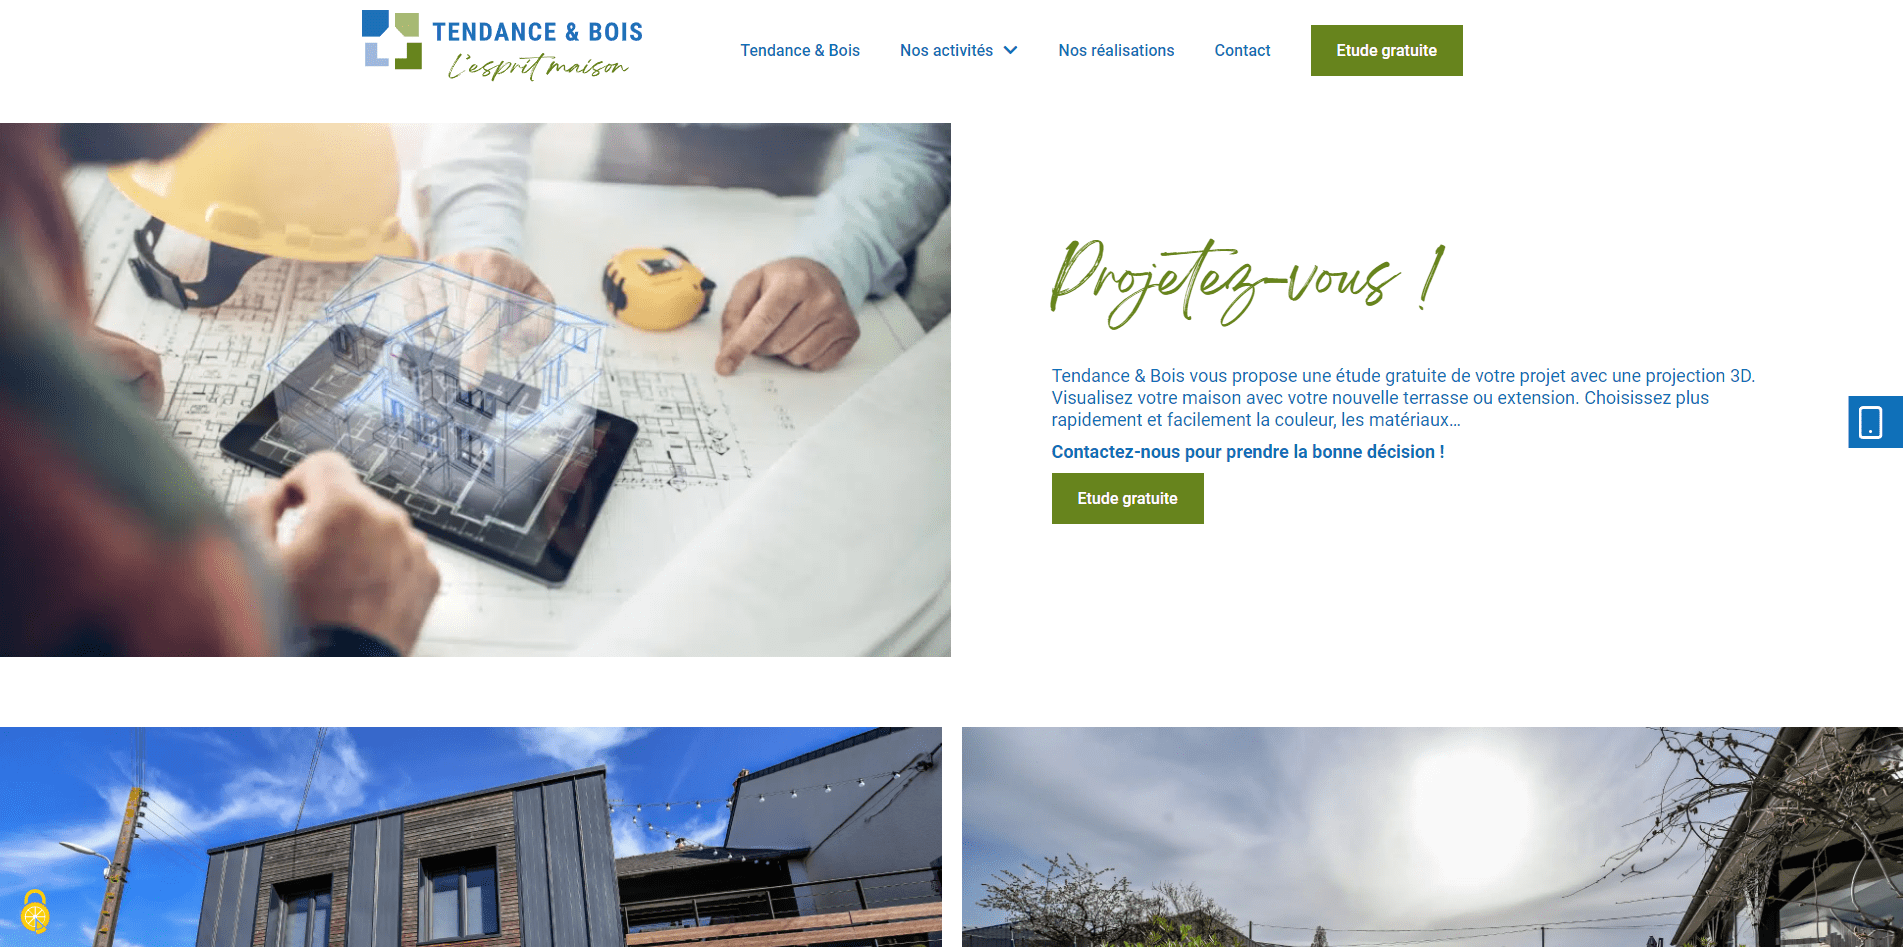 TENDANCE & BOIS
L'esprit maison
Tendance & Bois
Nos activités
Nos réalisations
Contact
Etude gratuite
Projetez-vous !
Tendance & Bois vous propose une étude gratuite de votre projet avec une projection 3D.
Visualisez votre maison avec votre nouvelle terrasse ou extension. Choisissez plus
rapidement et facilement la couleur, les matériaux...
Contactez-nous pour prendre la bonne décision !
Etude gratuite